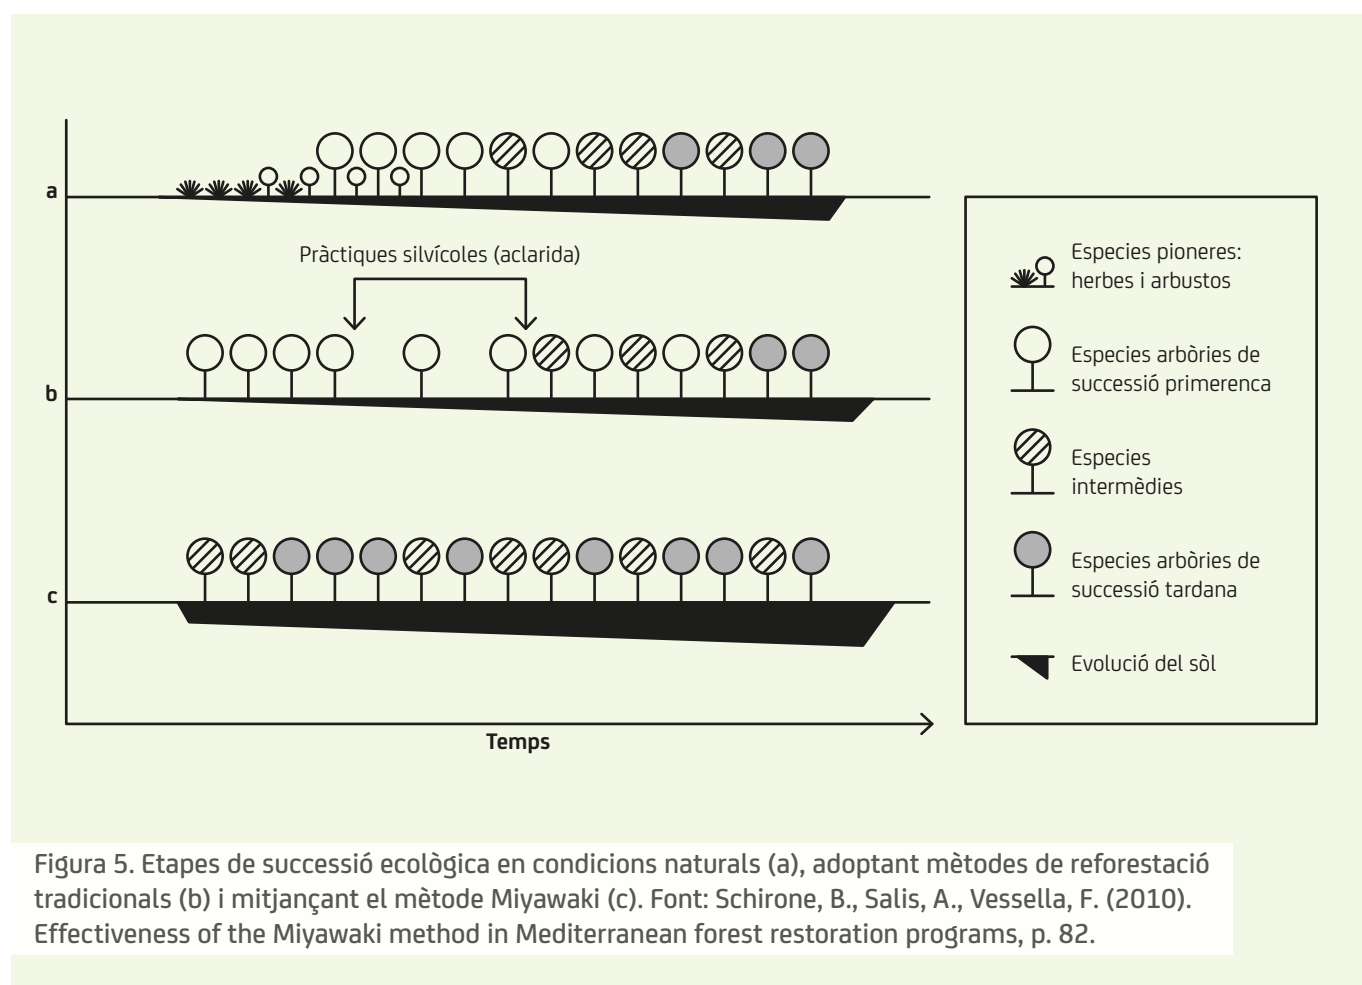 a
Pràctiques silvícoles (aclarida)
b
c
Temps
Especies pioneres:
herbes i arbustos
Especies arbòries de
successió primerenca
Especies
intermèdies
Especies arbòries de
successió tardana
Evolució del sòl
Figura 5. Etapes de successió ecològica en condicions naturals (a), adoptant mètodes de reforestació
tradicionals (b) i mitjançant el mètode Miyawaki (c). Font: Schirone, B., Salis, A., Vessella, F. (2010).
Effectiveness of the Miyawaki method in Mediterranean forest restoration programs, p. 82.